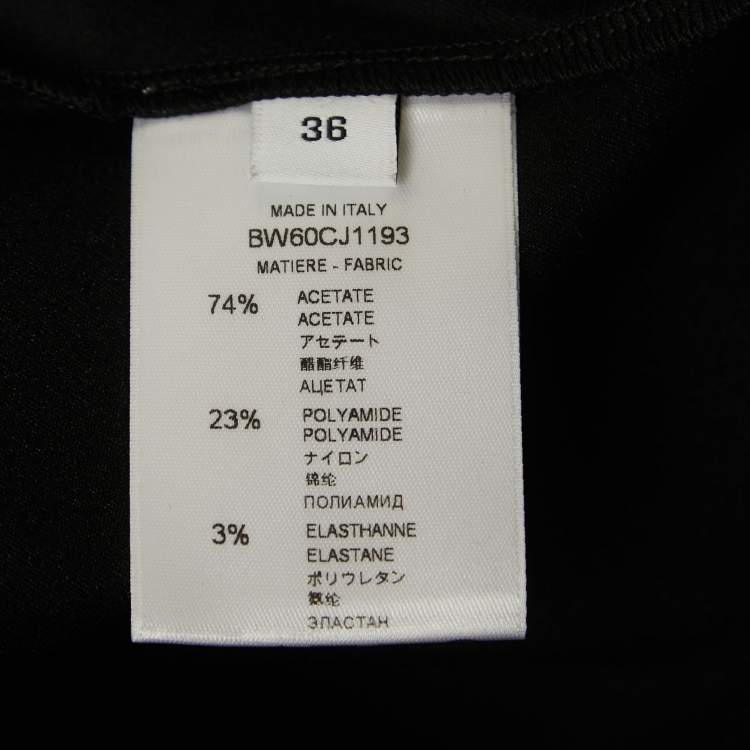 36
MADE IN ITALY
BW60CJ1193
MATIERE - FABRIC
74% ACETATE
ACETATE
アセテート
醋酯纤维
АЦЕТАТ
23% POLYAMIDE
POLYAMIDE
ナイロン
锦纶
ПОЛИАМИД
3% ELASTHANNE
ELASTANE
ポリウレタン
氨纶
ЭЛАСТАН